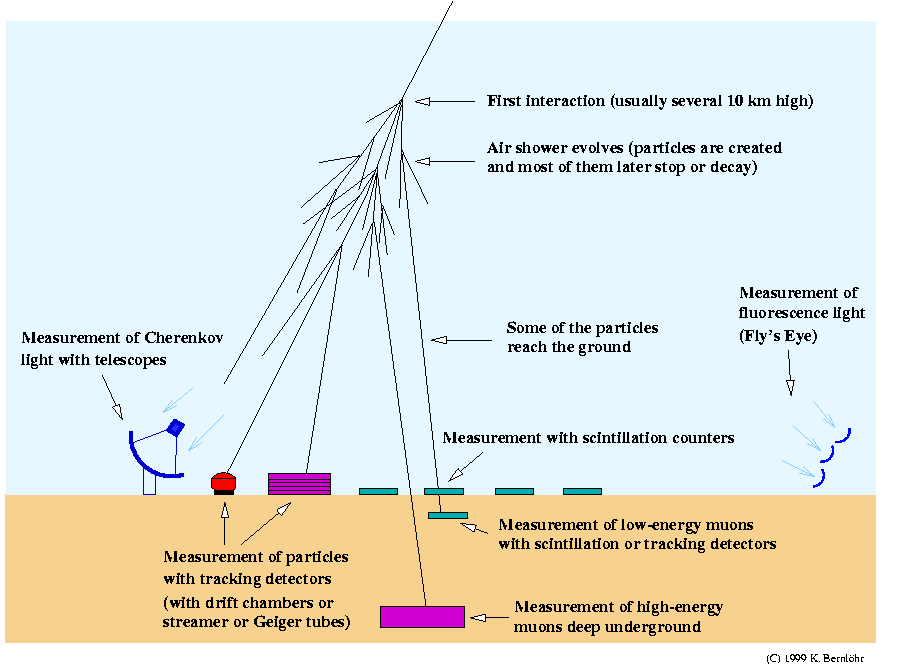 First interaction (usually several 10 km high)
Air shower evolves (particles are created
and most of them later stop or decay)
Measurement of
fluorescence light
(Fly's Eye)
Measurement of Cherenkov
light with telescopes
Some of the particles
reach the ground
Measurement with scintillation counters
Measurement of low-energy muons
with scintillation or tracking detectors
Measurement of particles
with tracking detectors
(with drift chambers or
streamer or Geiger tubes)
Measurement of high-energy
muons deep underground
(C) 1999 K. Bernlöhr